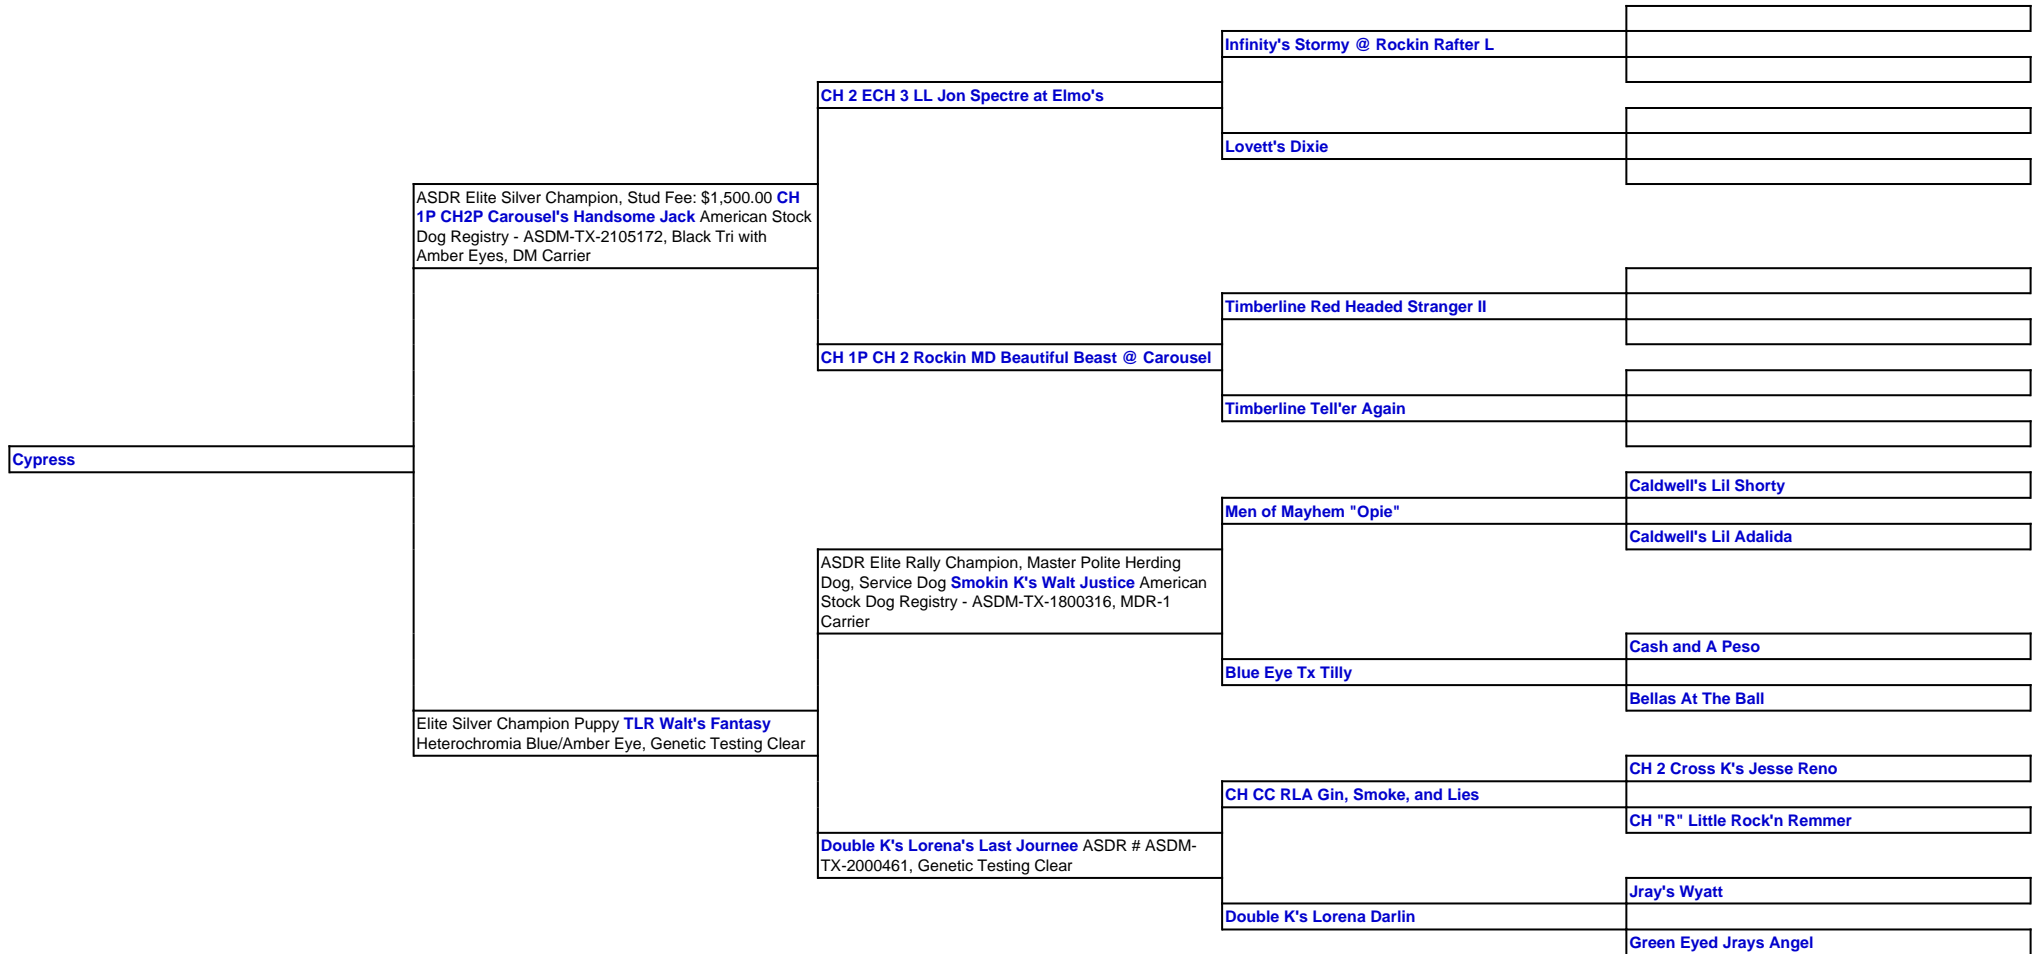 Infinity's Stormy @ Rockin Rafter L
CH 2 ECH 3 LL Jon Spectre at Elmo's
Lovett's Dixie
ASDR Elite Silver Champion, Stud Fee: $1,500.00 CH
1P CH2P Carousel's Handsome Jack American Stock
Dog Registry - ASDM-TX-2105172, Black Tri with
Amber Eyes, DM Carrier
Timberline Red Headed Stranger II
CH 1P CH 2 Rockin MD Beautiful Beast @ Carousel
Timberline Tell'er Again
Cypress
Caldwell's Lil Shorty
Men of Mayhem "Opie"
Caldwell's Lil Adalida
ASDR Elite Rally Champion, Master Polite Herding
Dog, Service Dog Smokin K's Walt Justice American
Stock Dog Registry - ASDM-TX-1800316, MDR-1
Carrier
Cash and A Peso
Blue Eye Tx Tilly
Bellas At The Ball
Elite Silver Champion Puppy TLR Walt's Fantasy
Heterochromia Blue/Amber Eye, Genetic Testing Clear
CH 2 Cross K's Jesse Reno
CH CC RLA Gin, Smoke, and Lies
CH "R" Little Rock'n Remmer
Double K's Lorena's Last Journee ASDR # ASDM-
TX-2000461, Genetic Testing Clear
Jray's Wyatt
Double K's Lorena Darlin
Green Eyed Jrays Angel